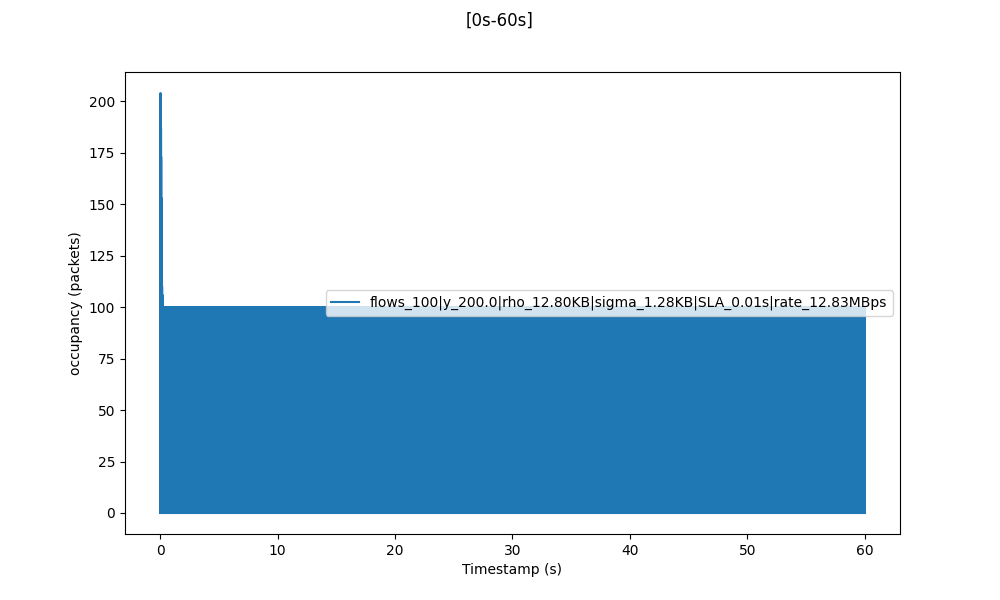 [0s-60s]
200
175
150
125
100
75
50
25
0
occupancy (packets)
flows_100|y_200.0|rho_12.80KB|sigma_1.28KB|SLA_0.01s|rate_12.83MBps
0 10 20 30 40 50 60
Timestamp (s)